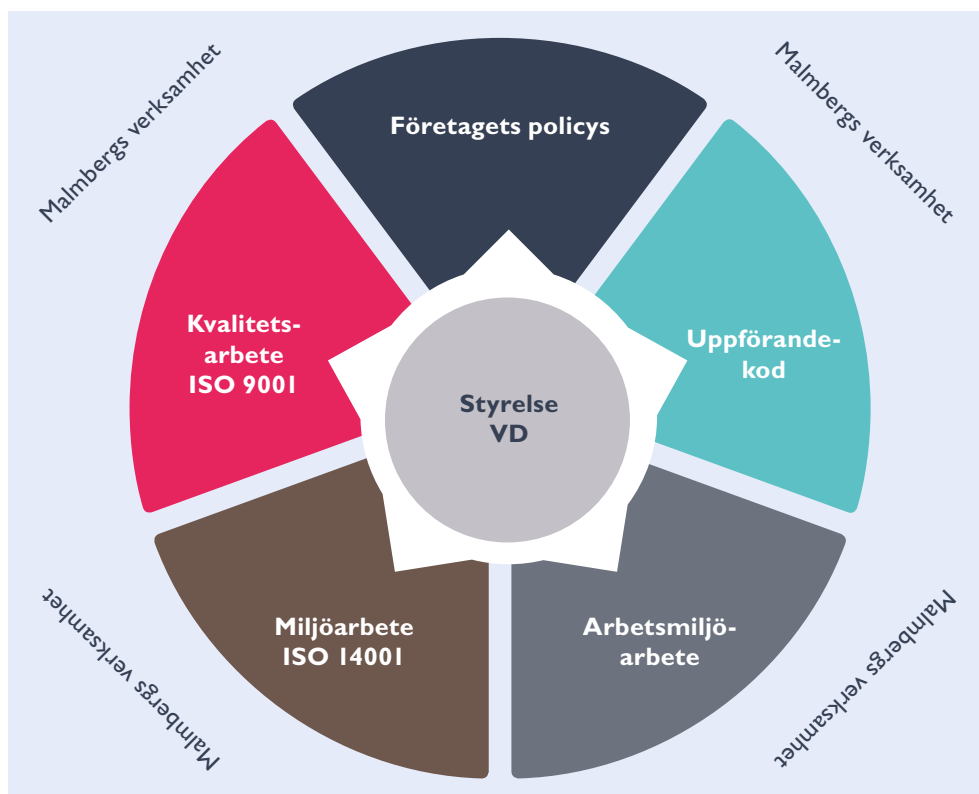 Malmbergs verksamhet
Malmbergs verksamhet
Företagets policys
Kvalitets-
arbete
ISO 9001
Uppförande-
kod
Styrelse
VD
Miljöarbete
ISO 14001
Arbetsmiljö-
arbete
Malmbergs verksamhet
Malmbergs verksamhet